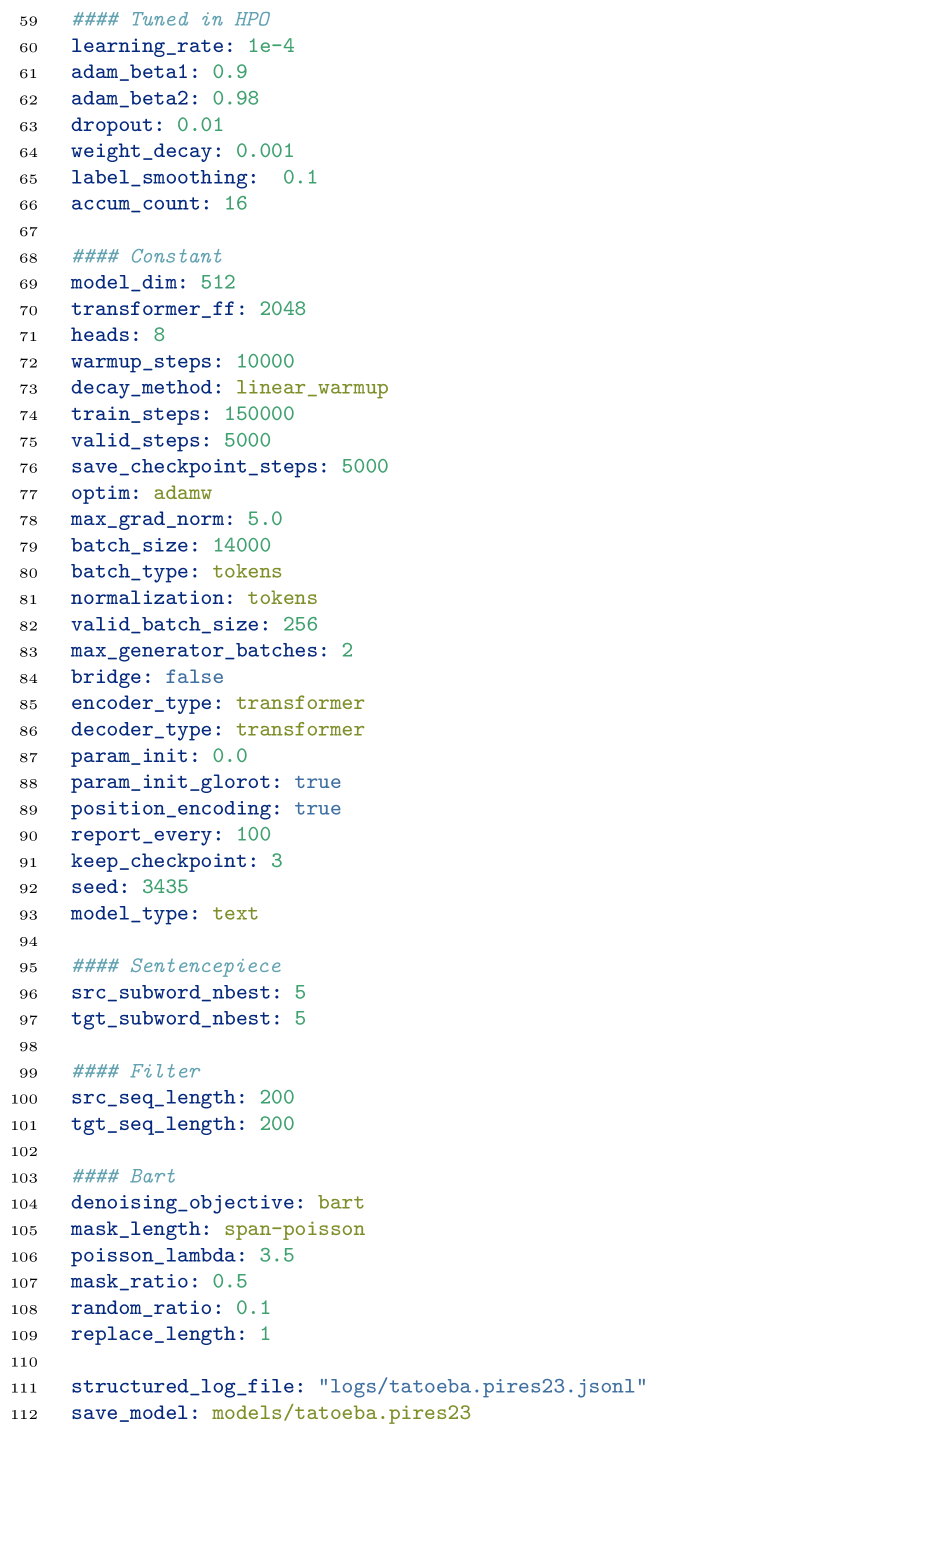 59 #### Tuned in HPO
60 learning_rate: 1e-4
61 adam_beta1: 0.9
62 adam_beta2: 0.98
63 dropout: 0.01
64 weight_decay: 0.001
65 label_smoothing:  0.1
66 accum_count: 16
67
68 #### Constant
69 model_dim: 512
70 transformer_ff: 2048
71 heads: 8
72 warmup_steps: 10000
73 decay_method: linear_warmup
74 train_steps: 150000
75 valid_steps: 5000
76 save_checkpoint_steps: 5000
77 optim: adamw
78 max_grad_norm: 5.0
79 batch_size: 14000
80 batch_type: tokens
81 normalization: tokens
82 valid_batch_size: 256
83 max_generator_batches: 2
84 bridge: false
85 encoder_type: transformer
86 decoder_type: transformer
87 param_init: 0.0
88 param_init_glorot: true
89 position_encoding: true
90 report_every: 100
91 keep_checkpoint: 3
92 seed: 3435
93 model_type: text
94
95 #### Sentencepiece
96 src_subword_nbest: 5
97 tgt_subword_nbest: 5
98
99 #### Filter
100 src_seq_length: 200
101 tgt_seq_length: 200
102
103 #### Bart
104 denoising_objective: bart
105 mask_length: span-poisson
106 poisson_lambda: 3.5
107 mask_ratio: 0.5
108 random_ratio: 0.1
109 replace_length: 1
110
111 structured_log_file: "logs/tatoeba.pires23.jsonl"
112 save_model: models/tatoeba.pires23